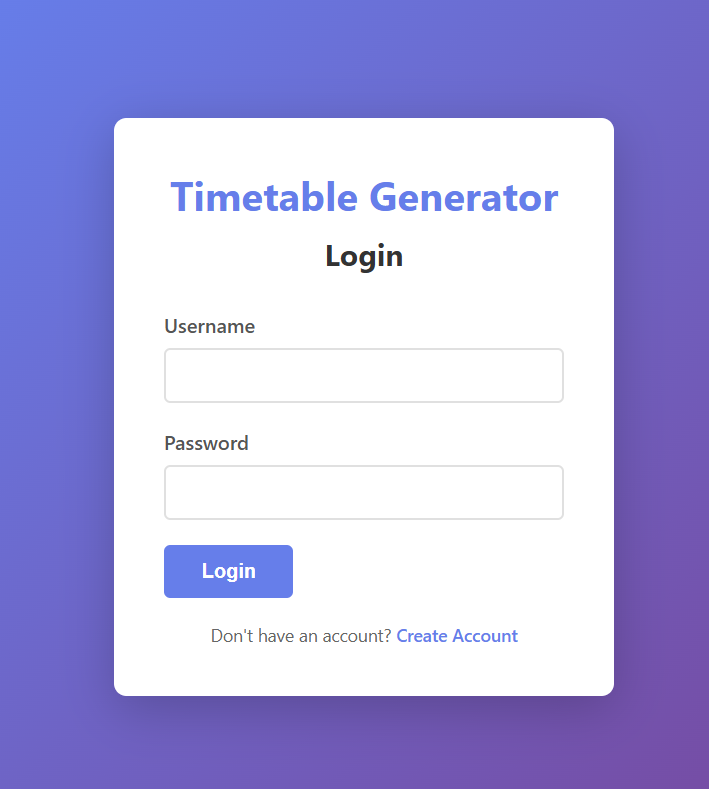 Timetable Generator
Login
Username
Password
Login
Don't have an account? Create Account